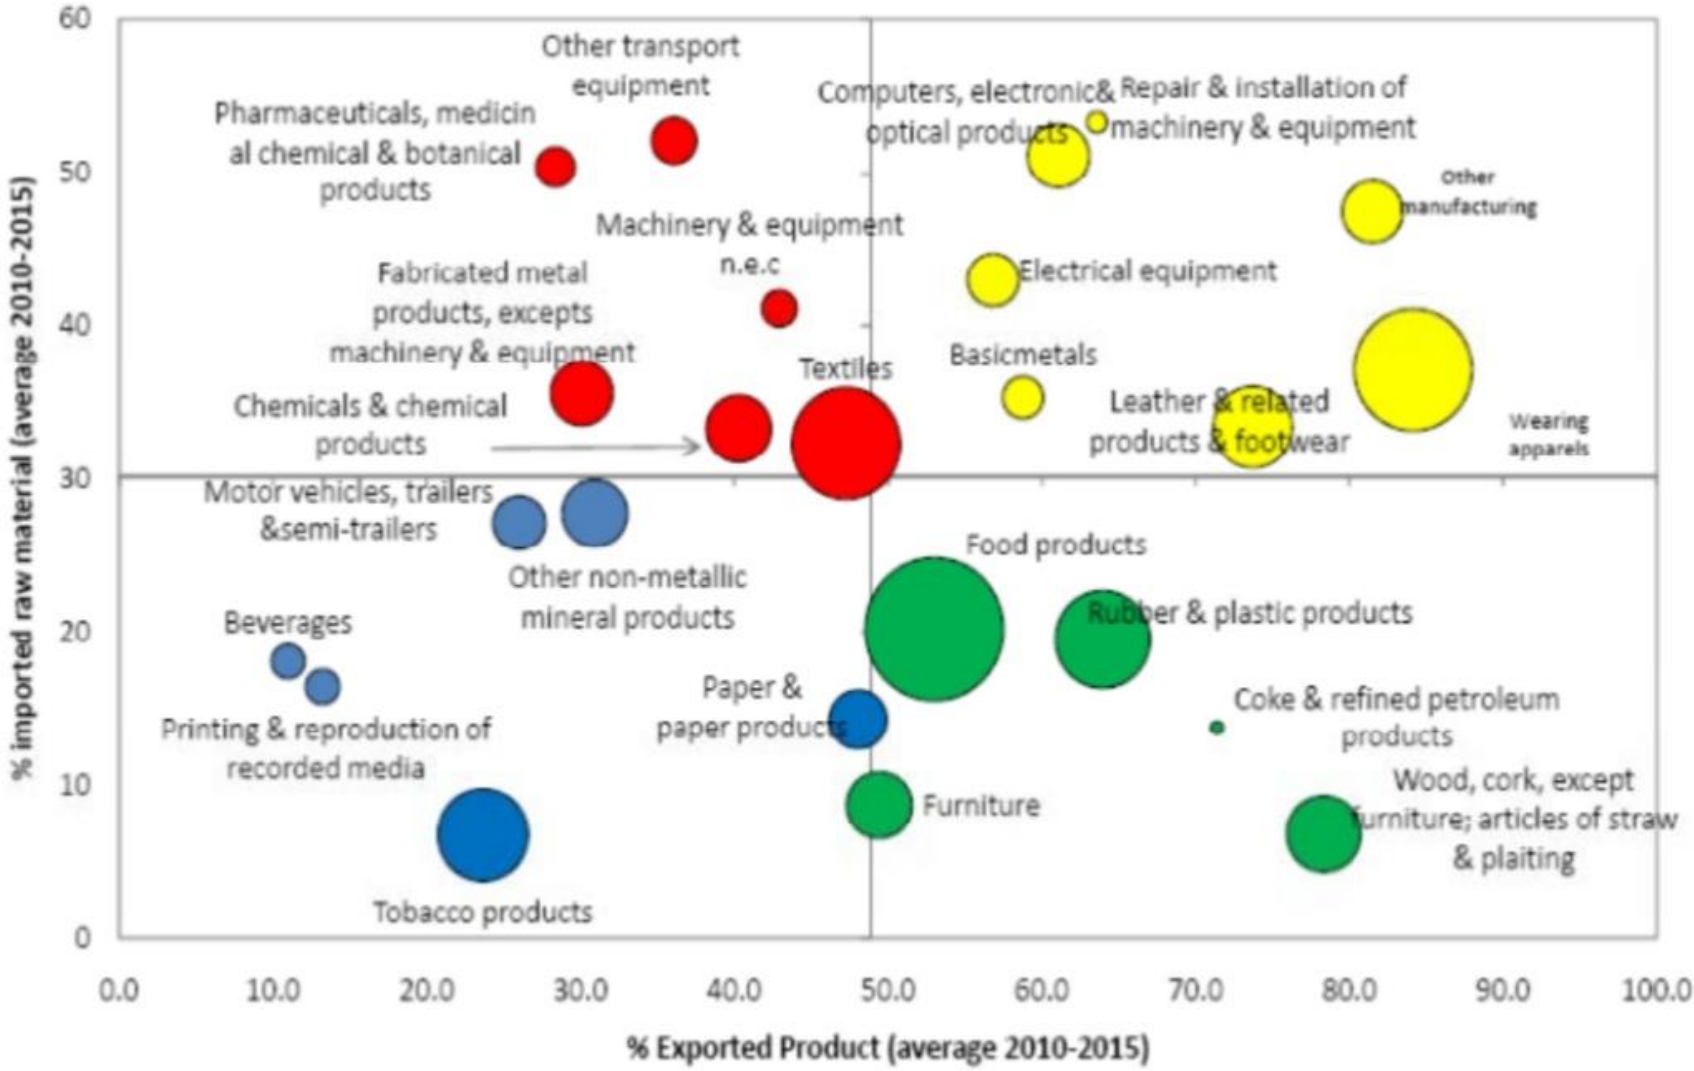 60
Other transport
equipment
Computers, electronic&
optical products
Repair & installation of
machinery & equipment
Pharmaceuticals, medicin
al chemical & botanical
products
50
Other
manufacturing
Machinery & equipment
n.e.c
Fabricated metal
products, excepts
machinery & equipment
Electrical equipment
40
Basicmetals
Textiles
Chemicals & chemical
products
Leather & related
products & footwear
Wearing
apparels
30
Motor vehicles, trailers
&semi-trailers
Food products
Other non-metallic
mineral products
Beverages
Rubber & plastic products
20
Paper &
paper products
Coke & refined petroleum
products
Printing & reproduction of
recorded media
10
Furniture
Wood, cork, except
furniture; articles of straw
& plaiting
Tobacco products
0
0.0 10.0 20.0 30.0 40.0 50.0 60.0 70.0 80.0 90.0 100.0
% Exported Product (average 2010-2015)
% imported raw material (average 2010-2015)